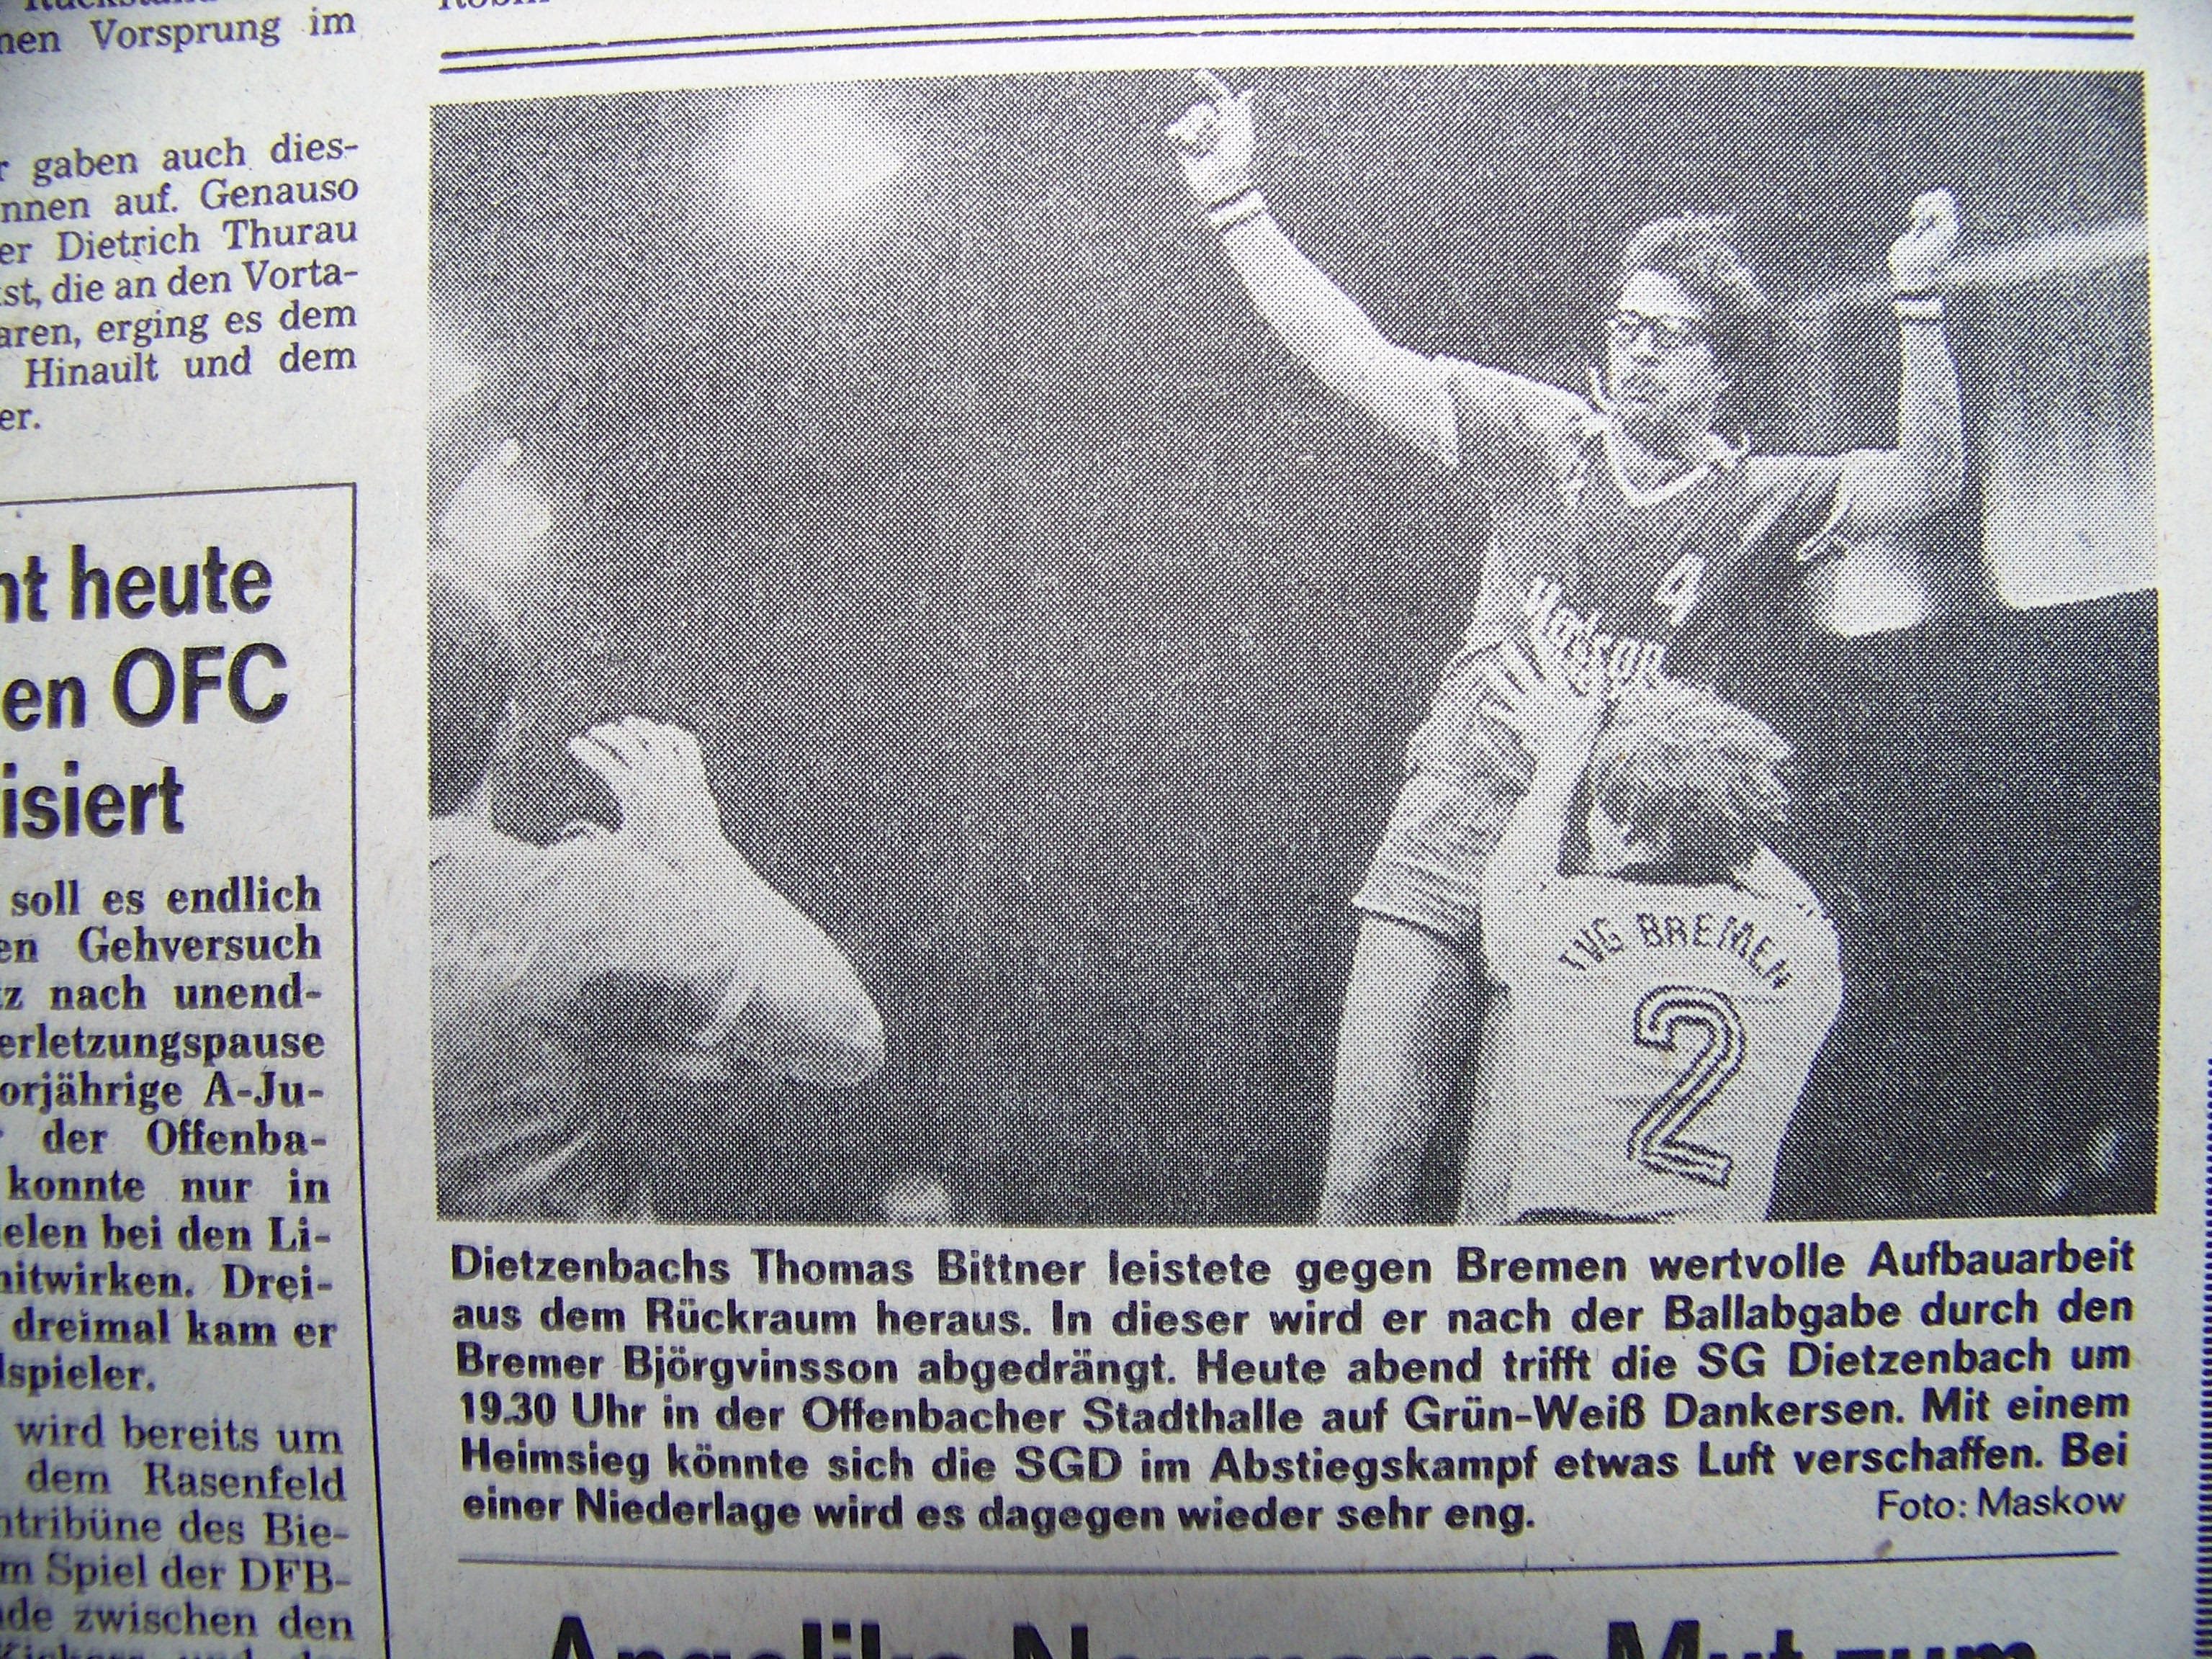 nen Vorsprung im
gaben auch dies-
nnen auf. Genauso
er Dietrich Thurau
st, die an den Vorta-
aren, erging es dem
Hinault und dem
er.
nt heute
en OFC
isiert
soll es endlich
en Gehversuch
z nach unend-
erletzungspause
orjährige A-Ju-
der Offenba-
konnte nur in
ielen bei den Li-
mitwirken. Drei-
dreimal kam er
lspieler.
wird bereits um
dem Rasenfeld
ntribüne des Bie-
m Spiel der DFB-
de zwischen den
4
TVG BREMEN
2
Dietzenbachs Thomas Bittner leistete gegen Bremen wertvolle Aufbauarbeit
aus dem Rückraum heraus. In dieser wird er nach der Ballabgabe durch den
Bremer Björgvinsson abgedrängt. Heute abend trifft die SG Dietzenbach um
19.30 Uhr in der Offenbacher Stadthalle auf Grün-Weiß Dankersen. Mit einem
Heimsieg könnte sich die SGD im Abstiegskampf etwas Luft verschaffen. Bei
einer Niederlage wird es dagegen wieder sehr eng.
Foto: Maskow